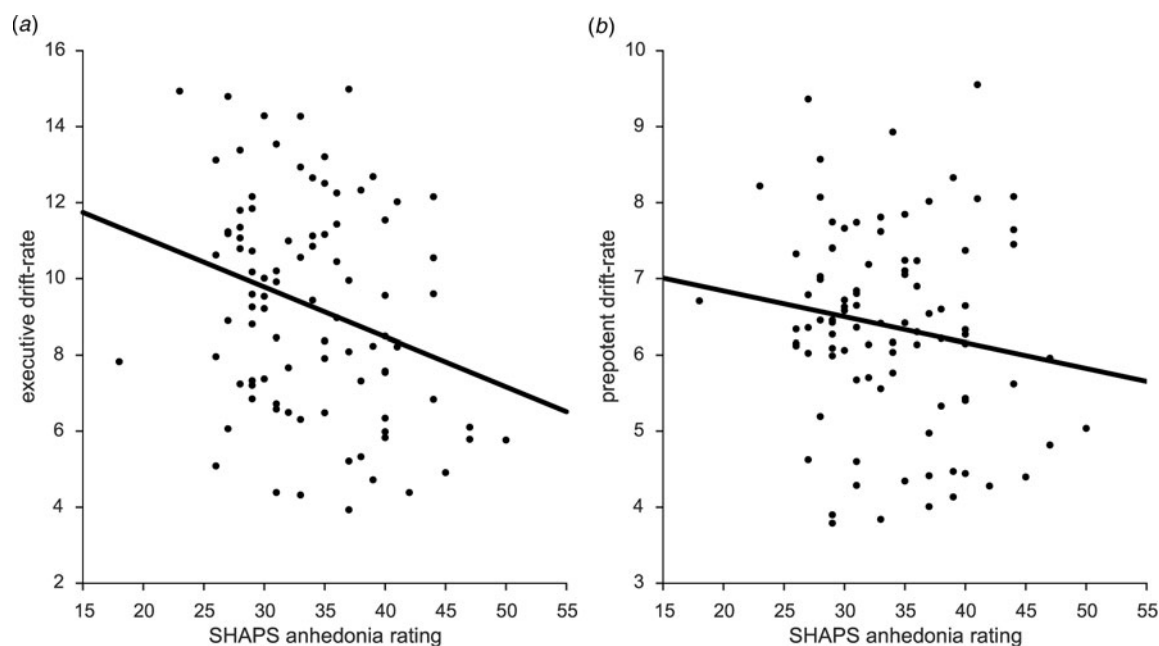 (a)
16
14
12
10
8
6
4
2
executive drift-rate
15 20 25 30 35 40 45 50 55
SHAPS anhedonia rating
(b)
10
9
8
7
6
5
4
3
prepotent drift-rate
15 20 25 30 35 40 45 50 55
SHAPS anhedonia rating